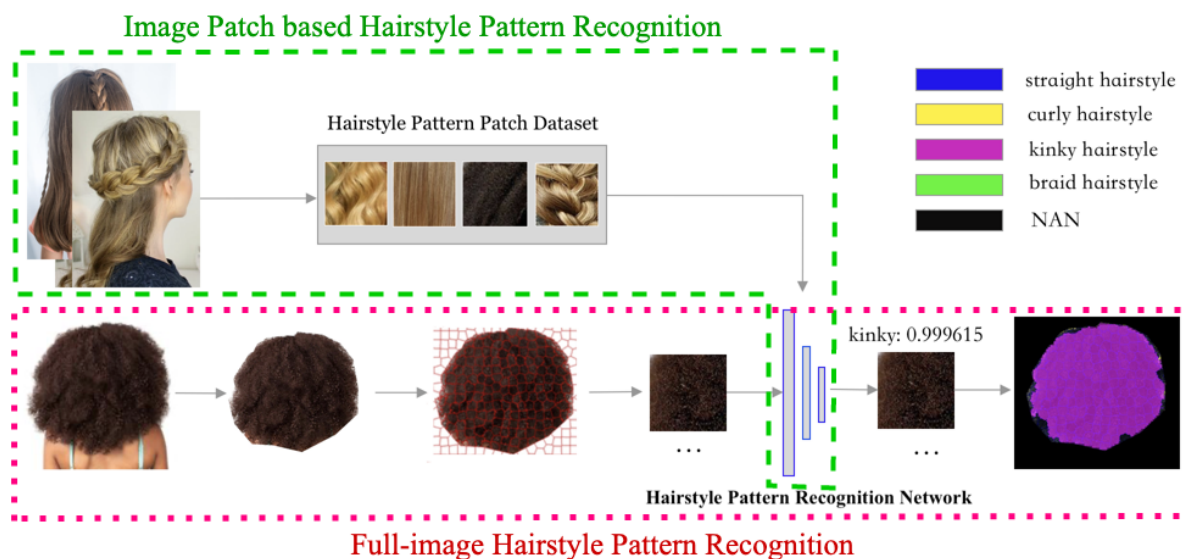 Image Patch based Hairstyle Pattern Recognition
Hairstyle Pattern Patch Dataset
straight hairstyle
curly hairstyle
kinky hairstyle
braid hairstyle
NAN
kinky: 0.999615
...
...
Hairstyle Pattern Recognition Network
Full-image Hairstyle Pattern Recognition